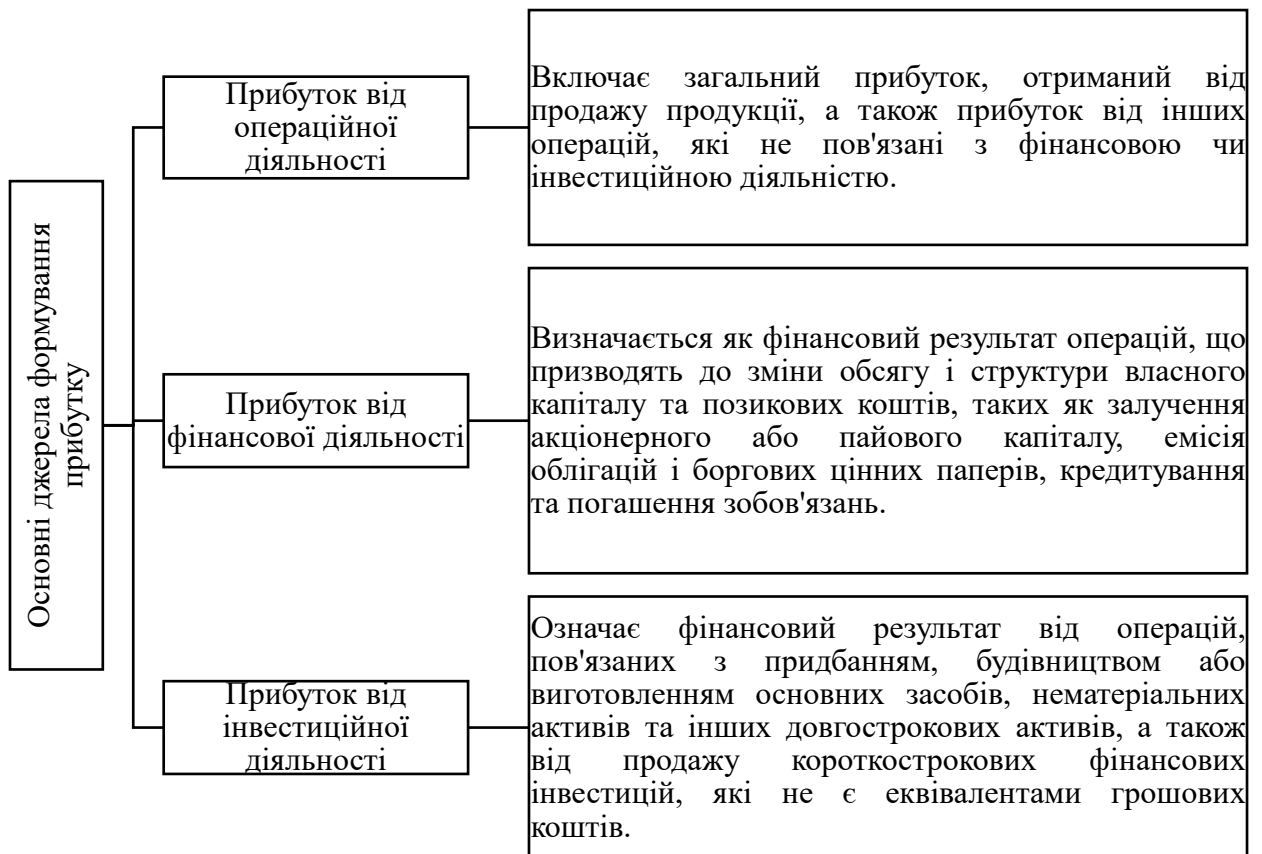 Основні джерела формування
прибутку
Прибуток від
операційної
діяльності
Включає загальний прибуток, отриманий від
продажу продукції, а також прибуток від інших
операцій, які не пов'язані з фінансовою чи
інвестиційною діяльністю.
Прибуток від
фінансової діяльності
Визначається як фінансовий результат операцій, що
призводять до зміни обсягу і структури власного
капіталу та позикових коштів, таких як залучення
акціонерного або пайового капіталу, емісія
облігацій і боргових цінних паперів, кредитування
та погашення зобов'язань.
Прибуток від
інвестиційної
діяльності
Означає фінансовий результат від операцій,
пов'язаних з придбанням, будівництвом або
виготовленням основних засобів, нематеріальних
активів та інших довгострокових активів, а також
від продажу короткострокових фінансових
інвестицій, які не є еквівалентами грошових
коштів.